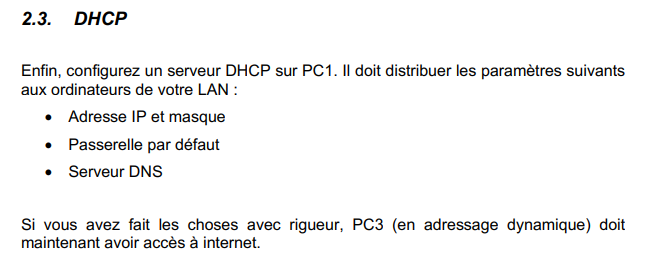 2.3. DHCP
Enfin, configurez un serveur DHCP sur PC1. Il doit distribuer les paramètres suivants
aux ordinateurs de votre LAN :
• Adresse IP et masque
• Passerelle par défaut
• Serveur DNS
Si vous avez fait les choses avec rigueur, PC3 (en adressage dynamique) doit
maintenant avoir accès à internet.